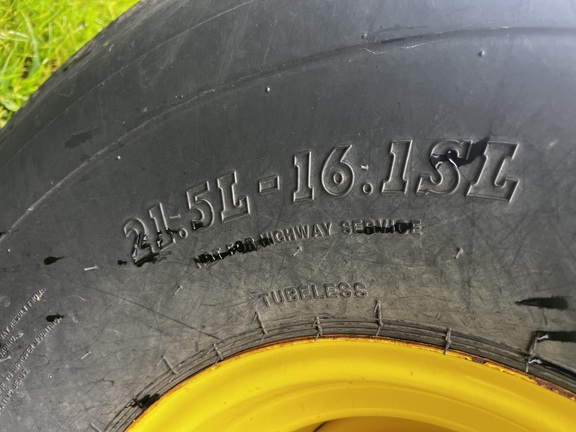 21.5L-16.1SL
NOT FOR HIGHWAY SERVICE
TUBELESS